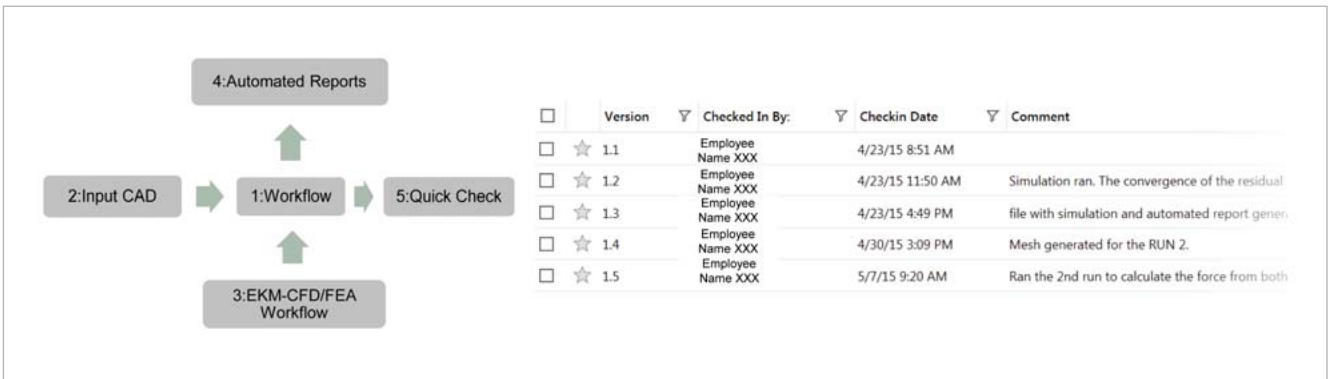 4:Automated Reports
2:Input CAD
1:Workflow
5:Quick Check
3:EKM-CFD/FEA
Workflow
Version Checked In By: Checkin Date Comment
1.1 Employee
Name XXX 4/23/15 8:51 AM
1.2 Employee
Name XXX 4/23/15 11:50 AM Simulation ran. The convergence of the residual
1.3 Employee
Name XXX 4/23/15 4:49 PM file with simulation and automated report gener
1.4 Employee
Name XXX 4/30/15 3:09 PM Mesh generated for the RUN 2.
1.5 Employee
Name XXX 5/7/15 9:20 AM Ran the 2nd run to calculate the force from both